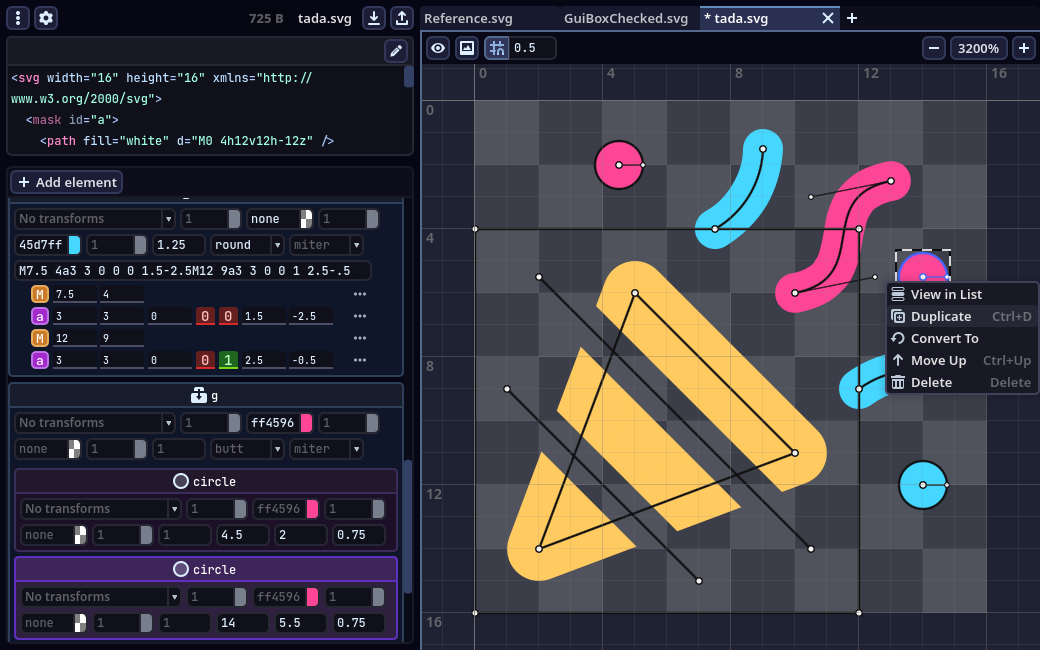 725 B tada.svg
Reference.svg GuiBoxChecked.svg * tada.svg
0.5 3200%
<svg width="16" height="16" xmlns="http://
www.w3.org/2000/svg">
<mask id="a">
<path fill="white" d="M0 4h12v12h-12z" />
Add element
No transforms 1 none 1
45d7ff 1 1.25 round miter
M7.5 4a3 3 0 0 0 1.5-2.5M12 9a3 3 0 0 1 2.5-.5
M 7.5 4
a 3 3 0 0 0 1.5 -2.5
M 12 9
a 3 3 0 0 1 2.5 -0.5
g
No transforms 1 ff4596 1
none 1 1 butt miter
circle
No transforms 1 ff4596 1
none 1 1 4.5 2 0.75
circle
No transforms 1 ff4596 1
none 1 1 14 5.5 0.75
0 4 8 12 16
0
4
8
12
16
View in List
Duplicate Ctrl+D
Convert To
Move Up Ctrl+Up
Delete Delete